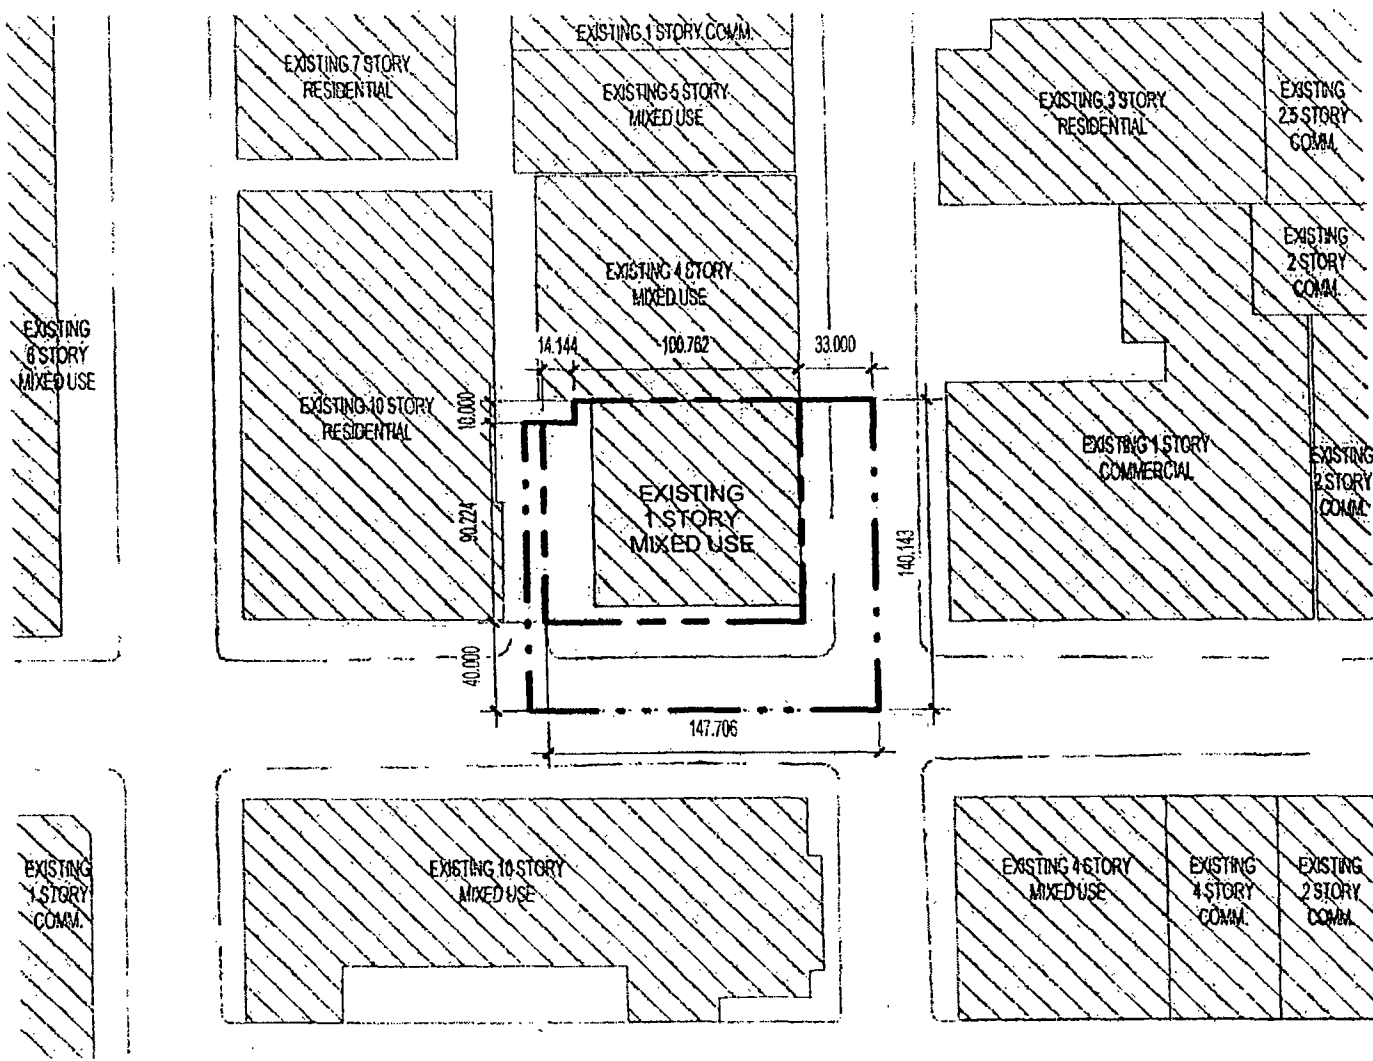 EXISTING 1 STORY COMM.
EXISTING 7 STORY
RESIDENTIAL
EXISTING 5 STORY
MIXED USE
EXISTING 3 STORY
RESIDENTIAL
EXISTING
2.5 STORY
COMM.
EXISTING
2 STORY
COMM.
EXISTING 4 STORY
MIXED USE
EXISTING
6 STORY
MIXED USE
14.144
100.762
33.000
10.000
EXISTING 10 STORY
RESIDENTIAL
EXISTING 1 STORY
COMMERCIAL
EXISTING
2 STORY
COMM.
EXISTING
1 STORY
MIXED USE
90.224
140.143
40.000
147.706
EXISTING
1 STORY
COMM.
EXISTING 10 STORY
MIXED USE
EXISTING 4 STORY
MIXED USE
EXISTING
4 STORY
COMM.
EXISTING
2 STORY
COMM.